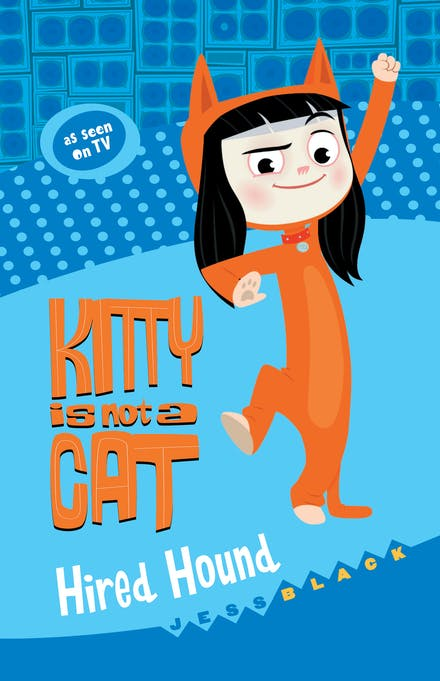 as seen
on TV
KITTY
is not a
CAT
Hired Hound
JESS BLACK